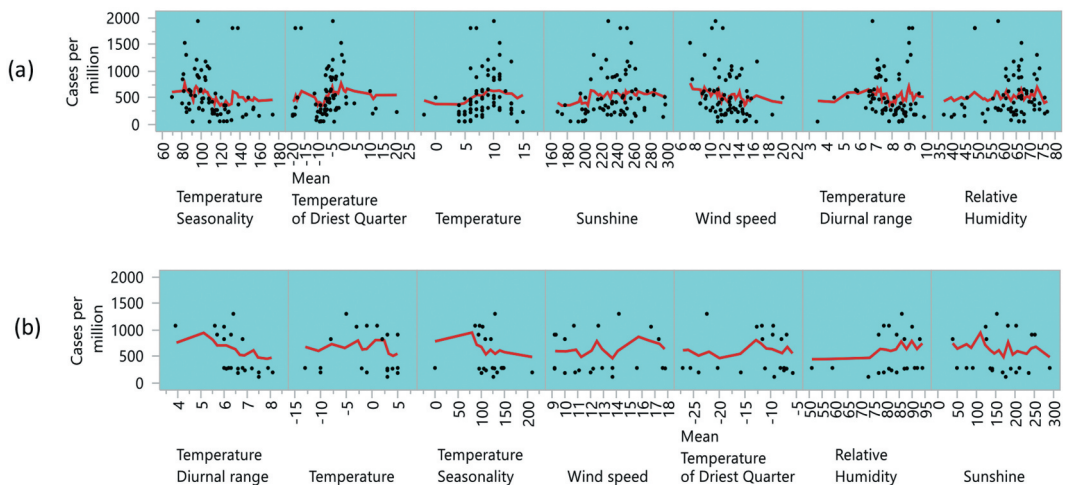 (a)
Cases per
million
2000
1500
1000
500
0
60 80 100 120 140 160 180
-20 -15 -10 -5 0 5 10 15 20 25
0 5 10 15
160 180 200 220 240 260 280 300
6 8 10 12 14 16 18 20 22
3 4 5 6 7 8 9 10
35 40 45 50 55 60 65 70 75 80
Temperature
Seasonality
Mean
Temperature
of Driest Quarter
Temperature
Sunshine
Wind speed
Temperature
Diurnal range
Relative
Humidity
(b)
Cases per
million
2000
1500
1000
500
0
4 5 6 7 8
-15 -10 -5 0 5
0 50 100 150 200
9 10 11 12 13 14 15 16 17 18
-25 -20 -15 -10 -5
50 55 60 65 70 75 80 85 90 95
0 50 100 150 200 250 300
Temperature
Diurnal range
Temperature
Temperature
Seasonality
Wind speed
Mean
Temperature
of Driest Quarter
Relative
Humidity
Sunshine